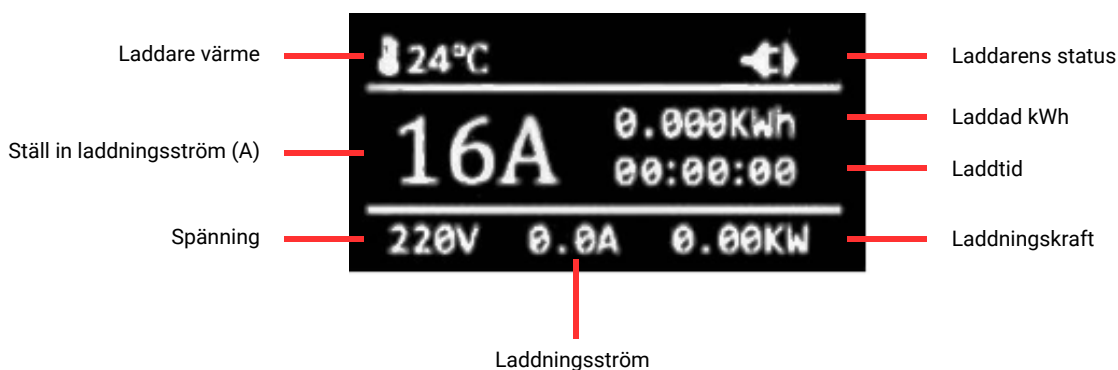 Laddare värme
24°C
Laddarens status
Ställ in laddningsström (A)
16A
0.000KWh
Laddad kWh
00:00:00
Laddtid
Spänning
220V 0.0A 0.00KW
Laddningskraft
Laddningsström